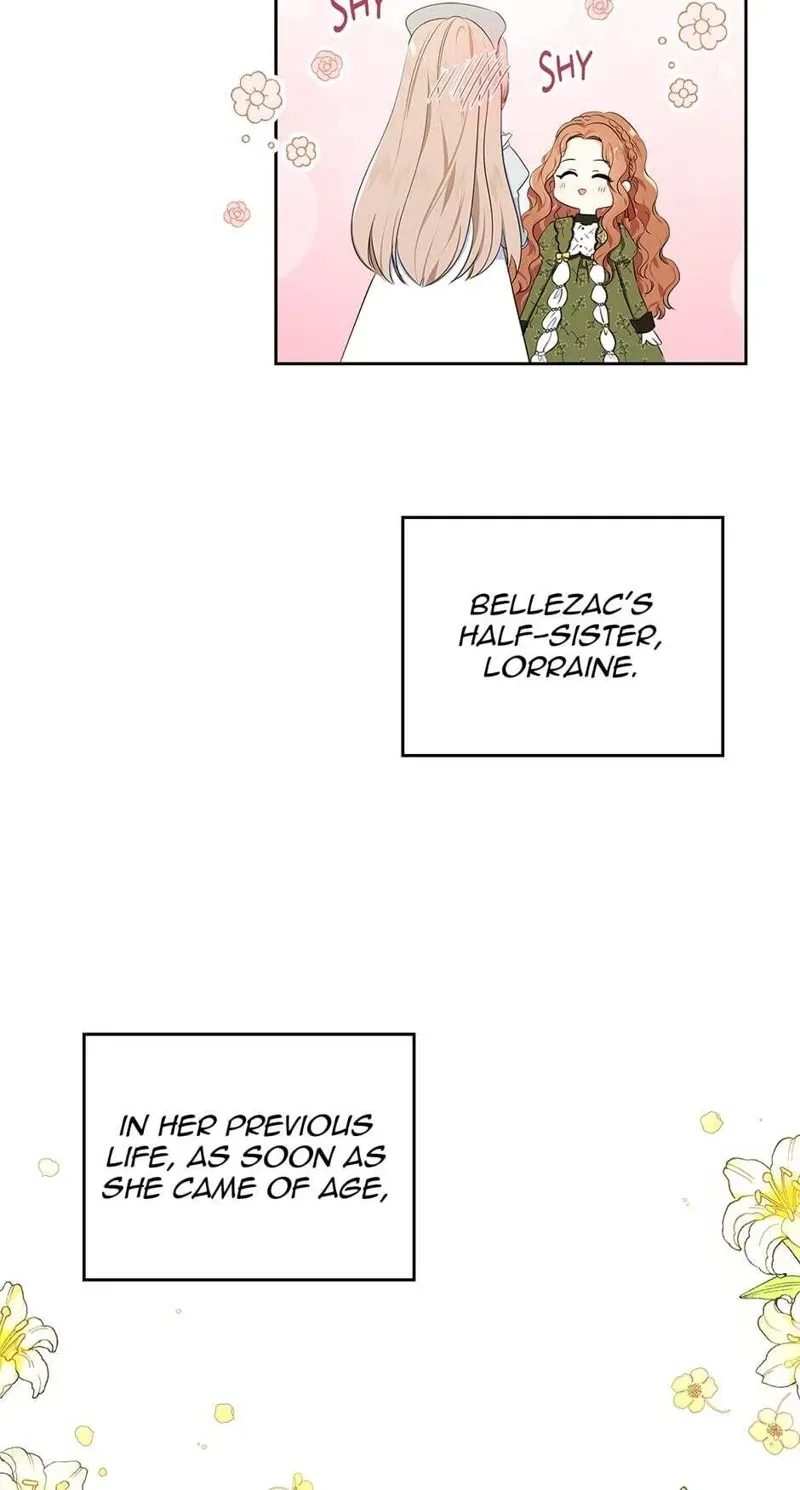 SHY
SHY
BELLEZAC'S
HALF-SISTER,
LORRAINE.
IN HER PREVIOUS
LIFE, AS SOON AS
SHE CAME OF AGE,